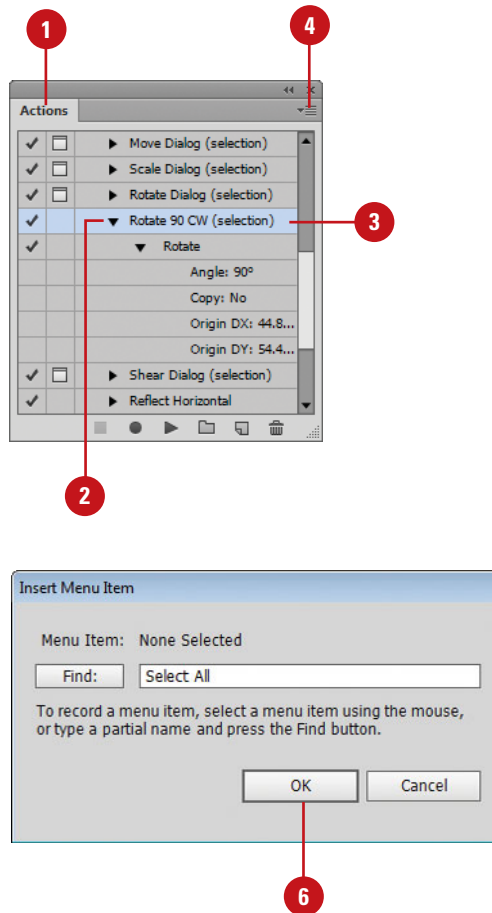 1
4
Actions
Move Dialog (selection)
Scale Dialog (selection)
Rotate Dialog (selection)
Rotate 90 CW (selection)
3
Rotate
Angle: 90°
Copy: No
Origin DX: 44.8...
Origin DY: 54.4...
Shear Dialog (selection)
Reflect Horizontal
2
Insert Menu Item
Menu Item: None Selected
Find: Select All
To record a menu item, select a menu item using the mouse,
or type a partial name and press the Find button.
OK Cancel
6